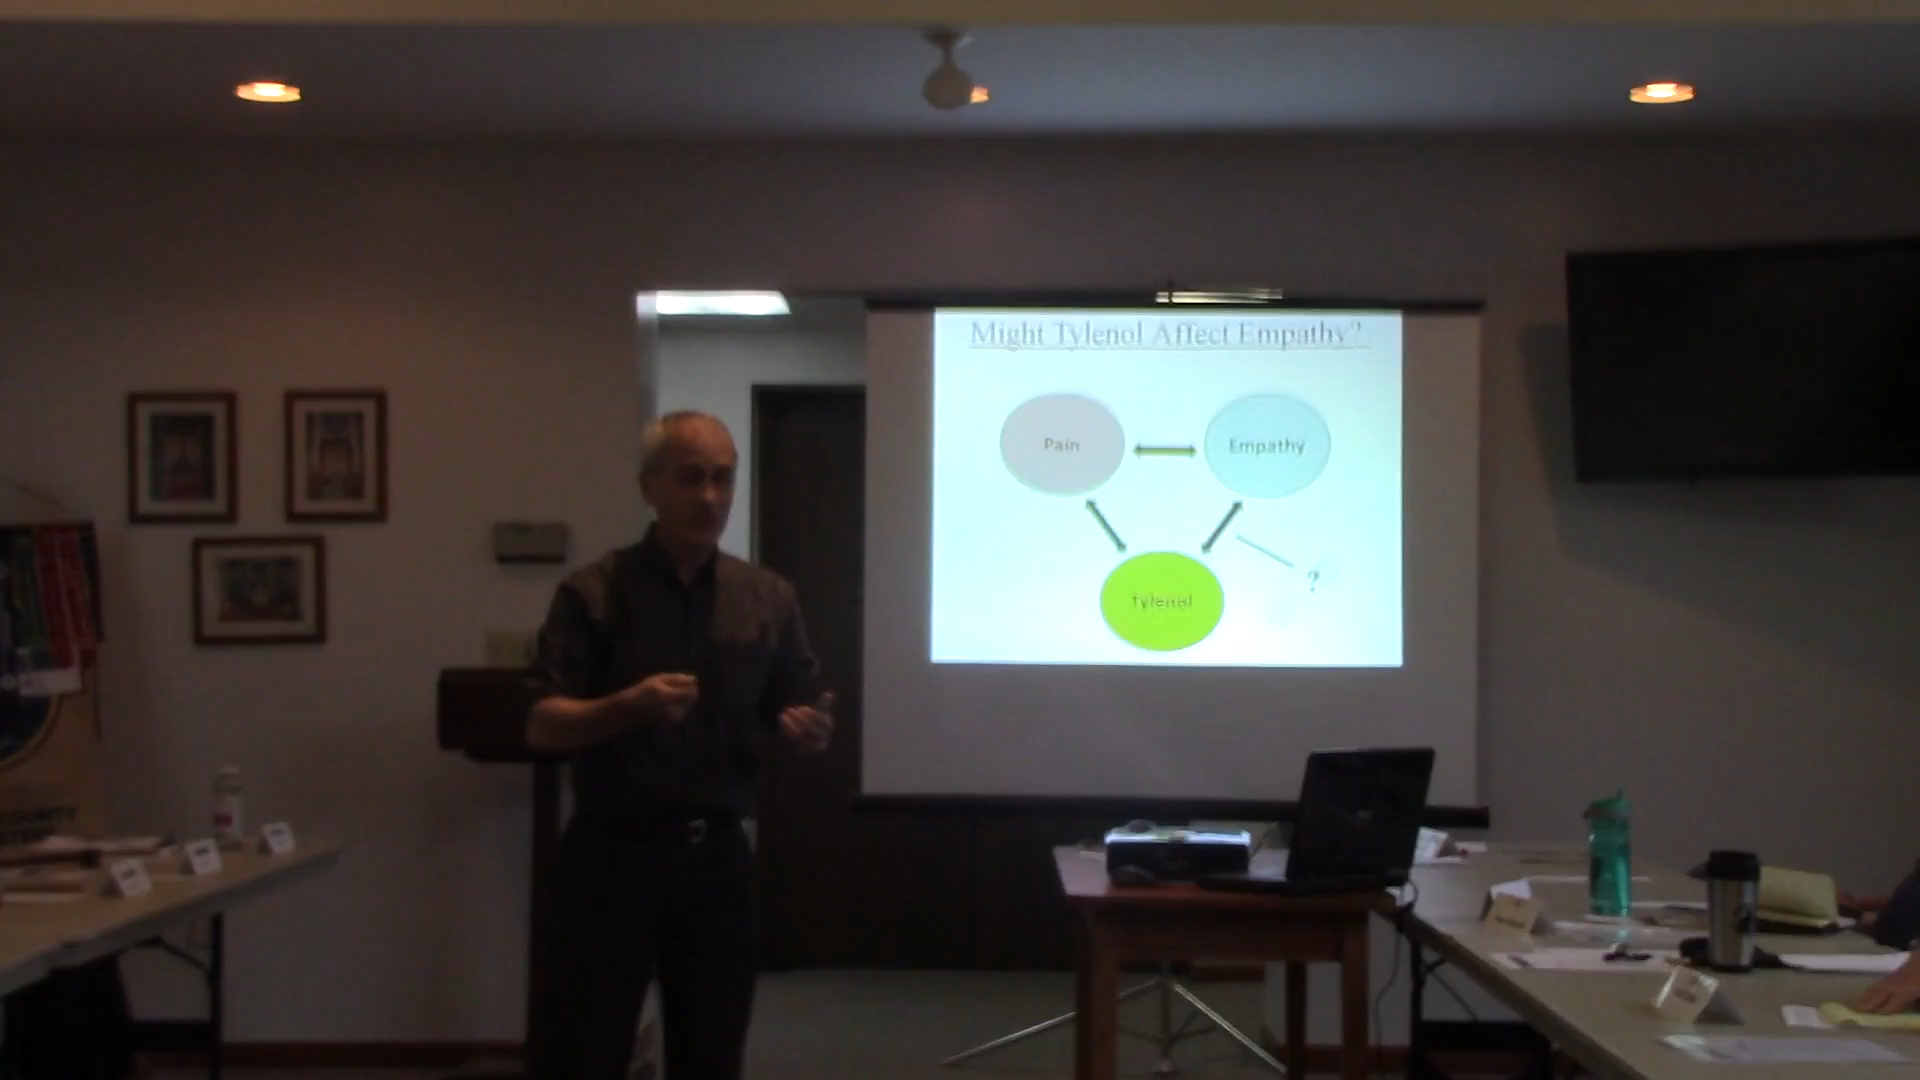 Might Tylenol Affect Empathy?
Pain
Empathy
Tylenol
?